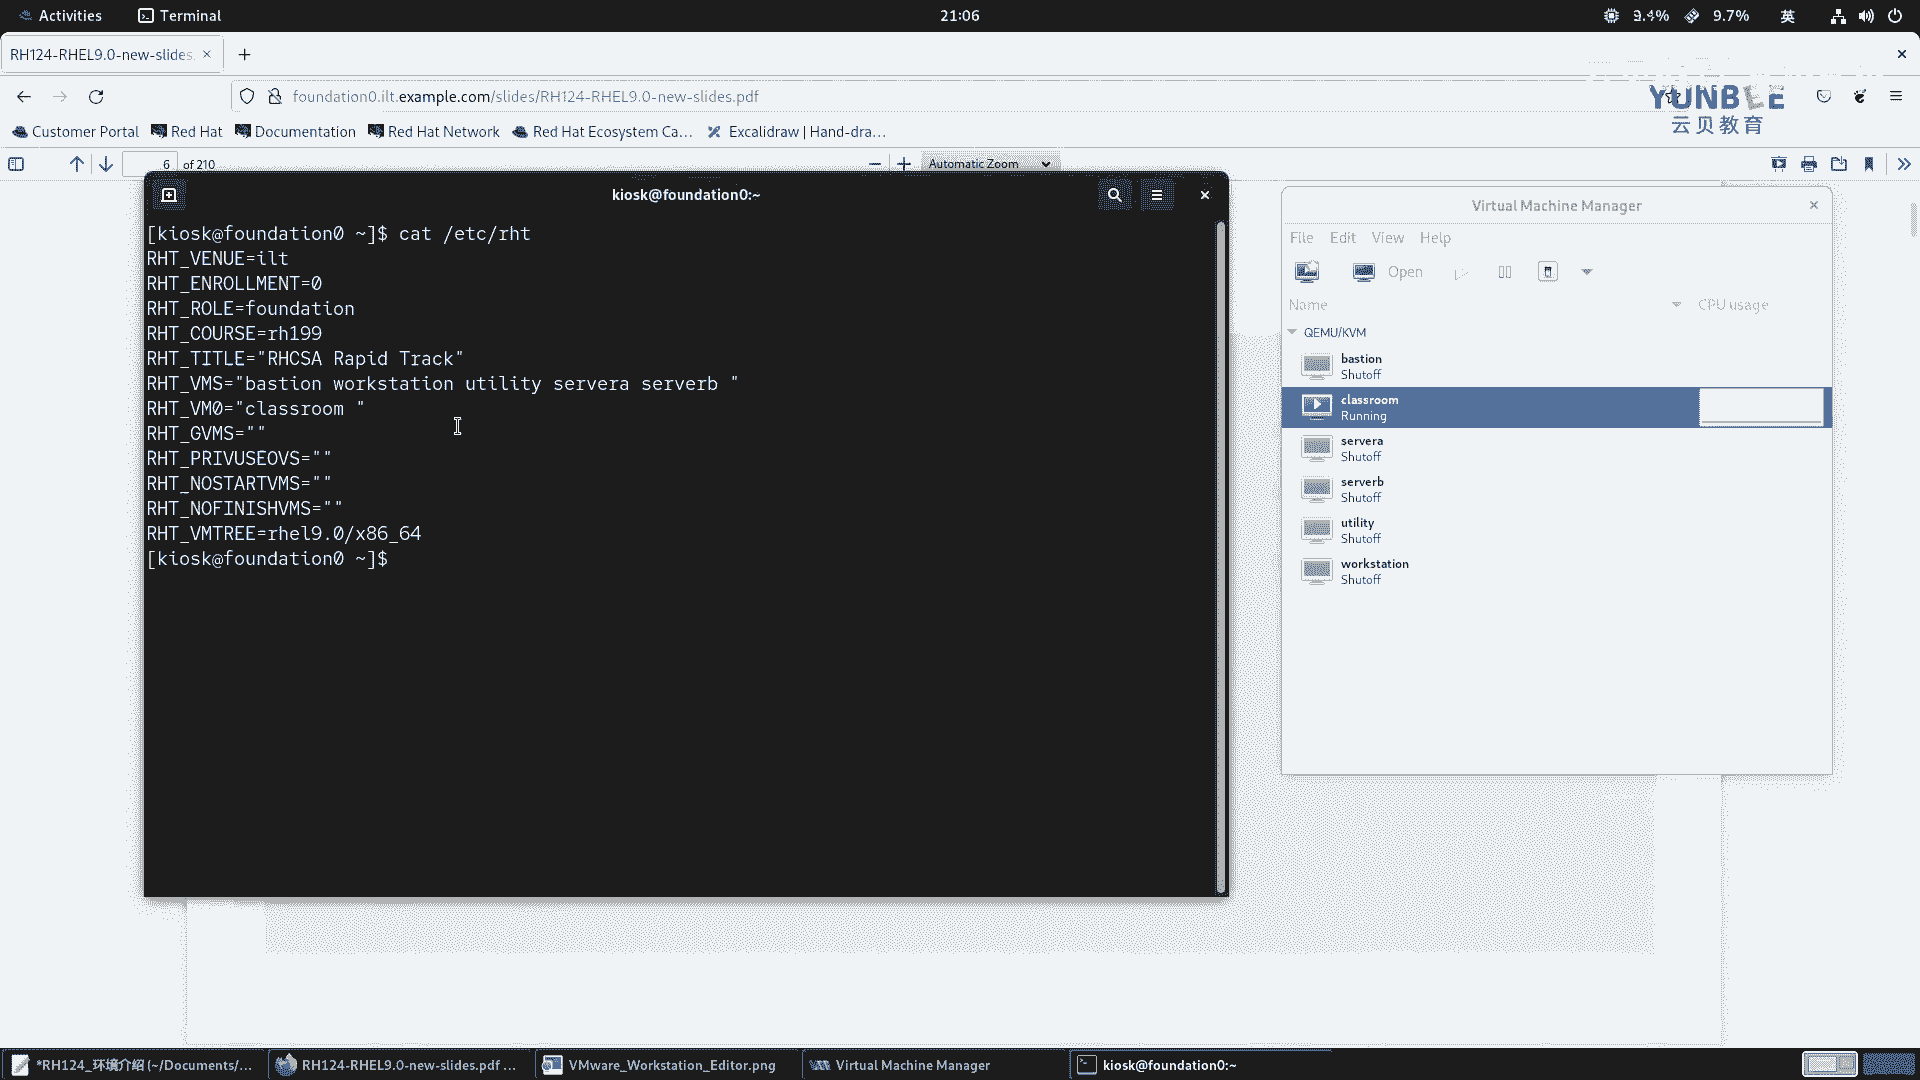 Activities
Terminal
21:06
3.4%
9.7%
英
RH124-RHEL9.0-new-slides.
foundation0.ilt.example.com/slides/RH124-RHEL9.0-new-slides.pdf
YUNBEE
云贝教育
Customer Portal
Red Hat
Documentation
Red Hat Network
Red Hat Ecosystem Ca…
Excalidraw | Hand-dra…
6 of 210
Automatic Zoom
kiosk@foundation0:~
[kiosk@foundation0 ~]$ cat /etc/rht
RHT_VENUE=ilt
RHT_ENROLLMENT=0
RHT_ROLE=foundation
RHT_COURSE=rh199
RHT_TITLE="RHCSA Rapid Track"
RHT_VMS="bastion workstation utility servera serverb "
RHT_VM0="classroom "
RHT_GVMS=""
RHT_PRIVUSEOVS=""
RHT_NOSTARTVMS=""
RHT_NOFINISHVMS=""
RHT_VMTREE=rhel9.0/x86_64
[kiosk@foundation0 ~]$
Virtual Machine Manager
File Edit View Help
Open
Name CPU usage
QEMU/KVM
bastion
Shutoff
classroom
Running
servera
Shutoff
serverb
Shutoff
utility
Shutoff
workstation
Shutoff
*RH124_环境介绍 (~/Documents/…
RH124-RHEL9.0-new-slides.pdf …
VMware_Workstation_Editor.png
Virtual Machine Manager
kiosk@foundation0:~